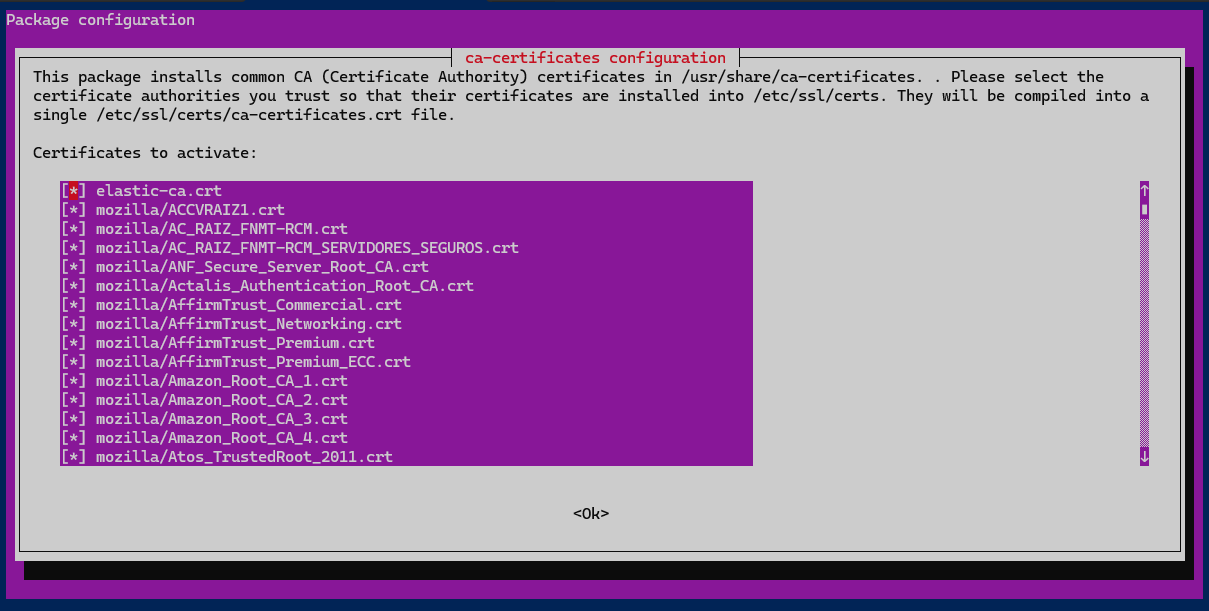 Package configuration
ca-certificates configuration
This package installs common CA (Certificate Authority) certificates in /usr/share/ca-certificates. . Please select the
certificate authorities you trust so that their certificates are installed into /etc/ssl/certs. They will be compiled into a
single /etc/ssl/certs/ca-certificates.crt file.
Certificates to activate:
[*] elastic-ca.crt
[*] mozilla/ACCVRAIZ1.crt
[*] mozilla/AC_RAIZ_FNMT-RCM.crt
[*] mozilla/AC_RAIZ_FNMT-RCM_SERVIDORES_SEGUROS.crt
[*] mozilla/ANF_Secure_Server_Root_CA.crt
[*] mozilla/Actalis_Authentication_Root_CA.crt
[*] mozilla/AffirmTrust_Commercial.crt
[*] mozilla/AffirmTrust_Networking.crt
[*] mozilla/AffirmTrust_Premium.crt
[*] mozilla/AffirmTrust_Premium_ECC.crt
[*] mozilla/Amazon_Root_CA_1.crt
[*] mozilla/Amazon_Root_CA_2.crt
[*] mozilla/Amazon_Root_CA_3.crt
[*] mozilla/Amazon_Root_CA_4.crt
[*] mozilla/Atos_TrustedRoot_2011.crt
<Ok>